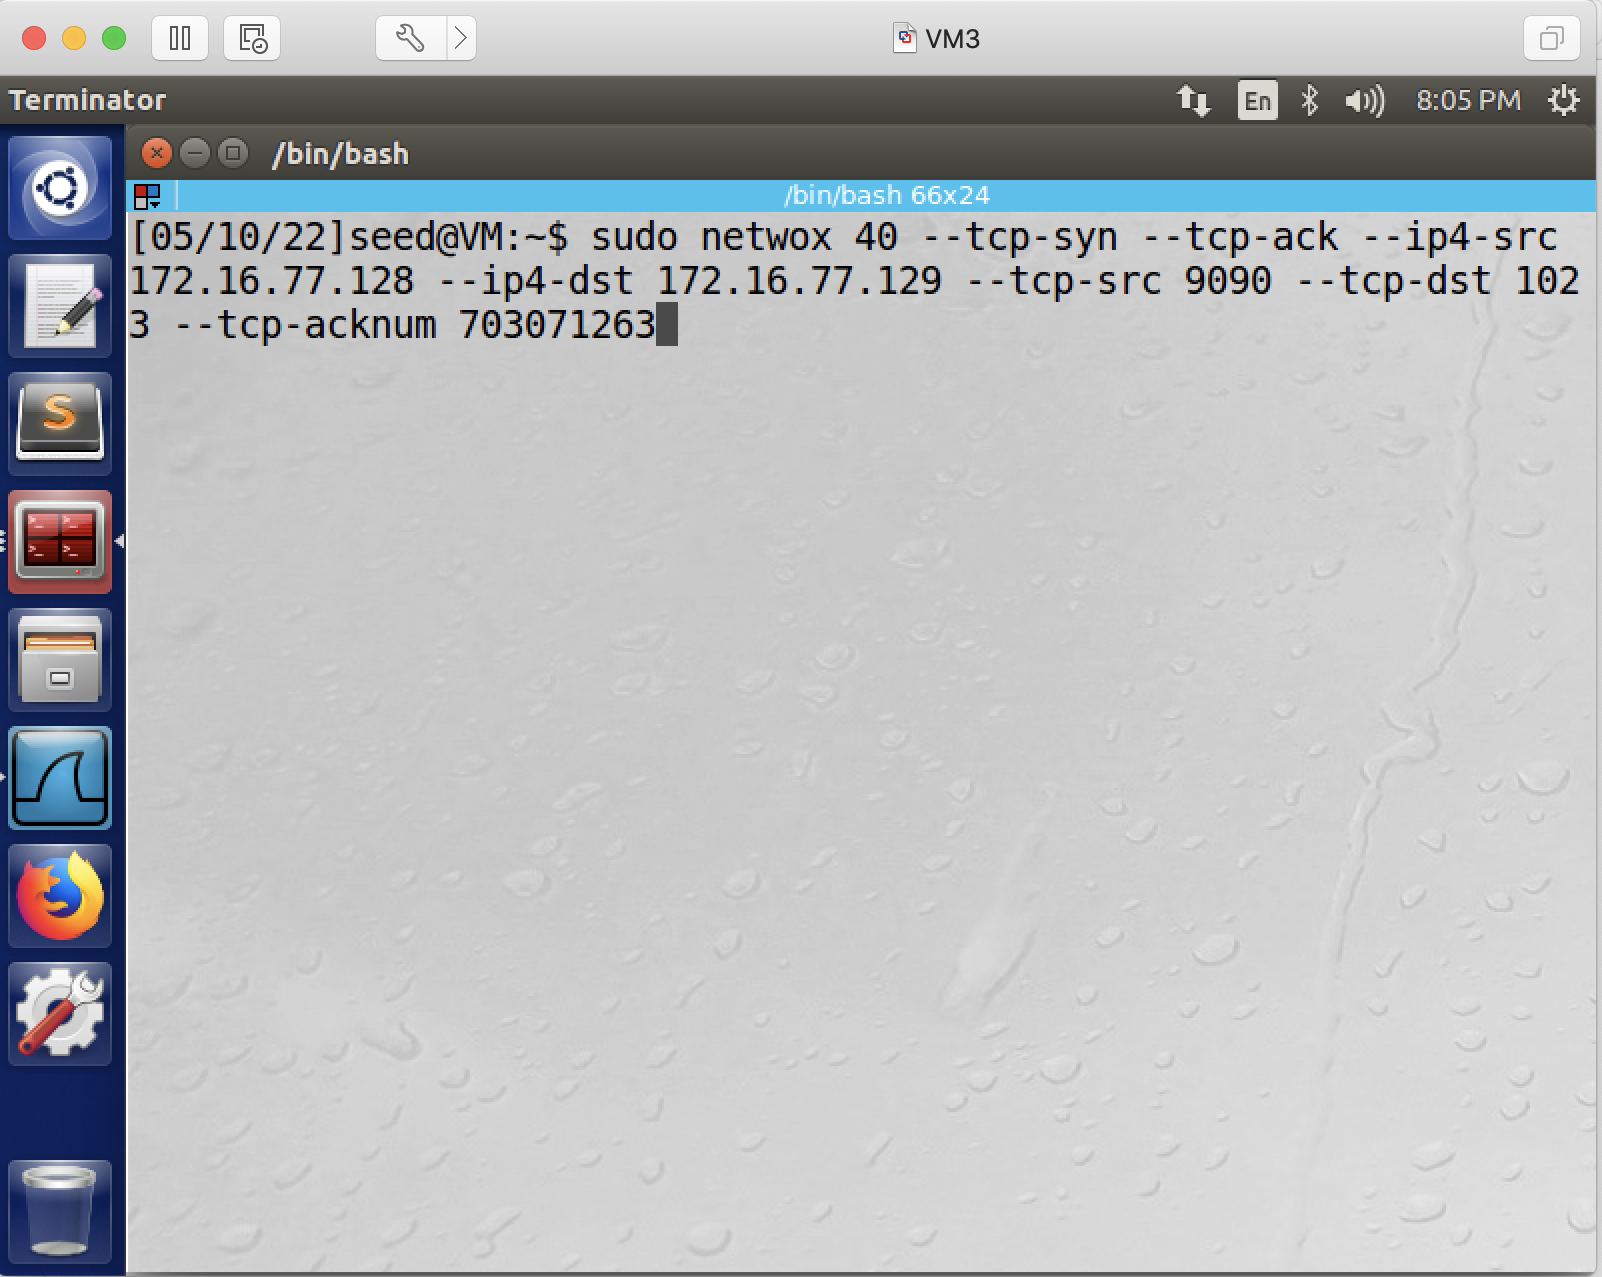 VM3
Terminator
En
8:05 PM
/bin/bash
/bin/bash 66x24
[05/10/22]seed@VM:~$ sudo netwox 40 --tcp-syn --tcp-ack --ip4-src
172.16.77.128 --ip4-dst 172.16.77.129 --tcp-src 9090 --tcp-dst 102
3 --tcp-acknum 703071263